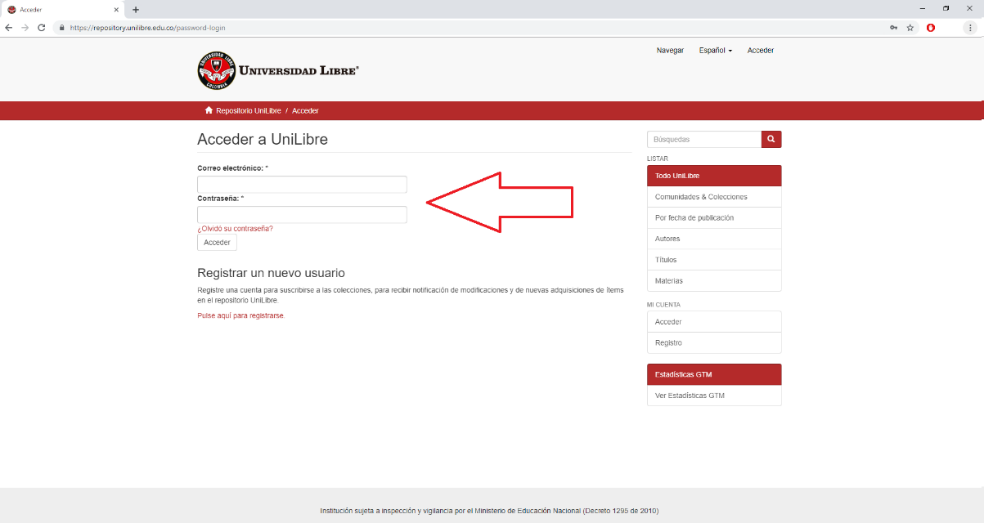 Acceder
https://repository.unilibre.edu.co/password-login
Navegar Español Acceder
UNIVERSIDAD LIBRE®
Repositorio UniLibre / Acceder
Acceder a UniLibre
Correo electrónico: *
Contraseña: *
¿Olvidó su contraseña?
Acceder
Registrar un nuevo usuario
Registre una cuenta para suscribirse a las colecciones, para recibir notificación de modificaciones y de nuevas adquisiciones de ítems
en el repositorio UniLibre.
Pulse aquí para registrarse.
Búsquedas
LISTAR
Todo UniLibre
Comunidades & Colecciones
Por fecha de publicación
Autores
Títulos
Materias
MI CUENTA
Acceder
Registro
Estadísticas GTM
Ver Estadísticas GTM
Institución sujeta a inspección y vigilancia por el Ministerio de Educación Nacional (Decreto 1295 de 2010)